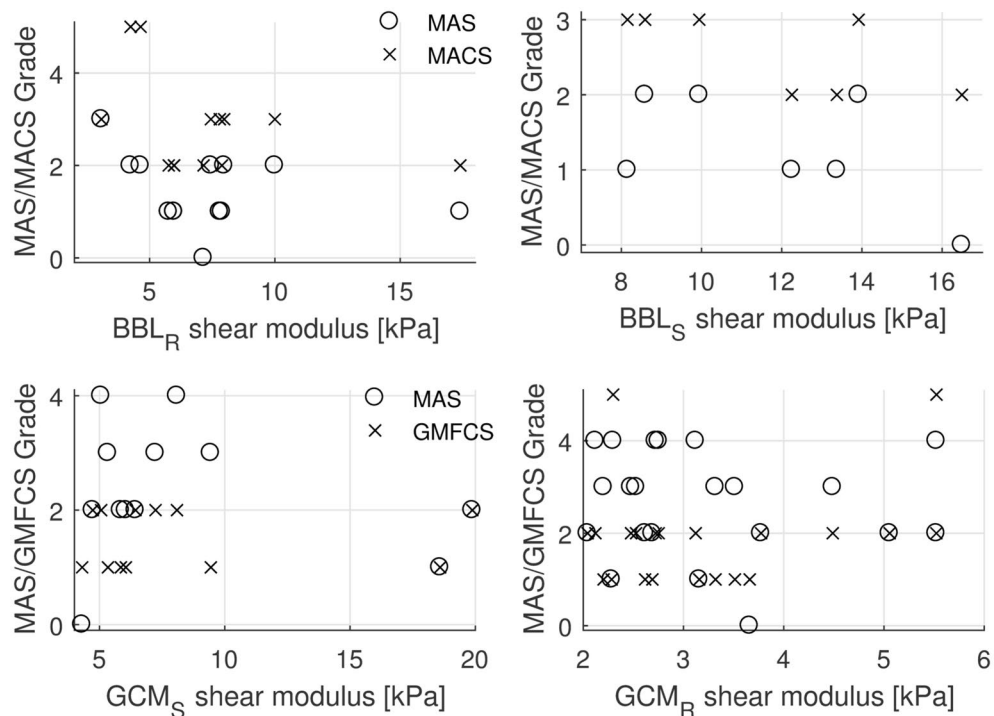 MAS/MACS Grade
4
2
0
5
10
15
BBL_R shear modulus [kPa]
MAS
MACS
MAS/MACS Grade
3
2
1
0
8
10
12
14
16
BBL_S shear modulus [kPa]
MAS/GMFCS Grade
4
3
2
1
0
5
10
15
20
GCM_S shear modulus [kPa]
MAS
GMFCS
MAS/GMFCS Grade
4
2
0
2
3
4
5
6
GCM_R shear modulus [kPa]